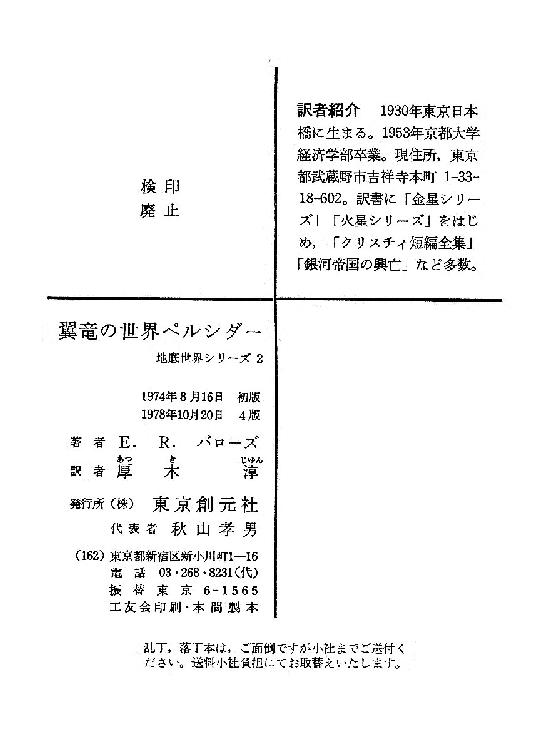 訳者紹介　1930年東京日本
橋に生まる。1953年京都大学
経済学部卒業。現住所，東京
都武蔵野市吉祥寺本町 1-33-
18-602。訳書に「金星シリー
ズ」「火星シリーズ」をはじ
め，「クリスチィ短編全集」
「銀河帝国の興亡」など多数。
検印
廃止
翼竜の世界ペルシダー
地底世界シリーズ 2
1974年8月16日　初版
1978年10月20日　4版
著者　E. R. バローズ
あつ　き　じゅん
訳者　厚木淳
発行所（株）東京創元社
代表者　秋山孝男
(162) 東京都新宿区新小川町1—16
電話　03・268・8231(代)
振替東京　6-1565
工友会印刷・本間製本
乱丁，落丁本は，ご面倒ですが小社までご送付く
ださい。送料小社負担にてお取替えいたします。